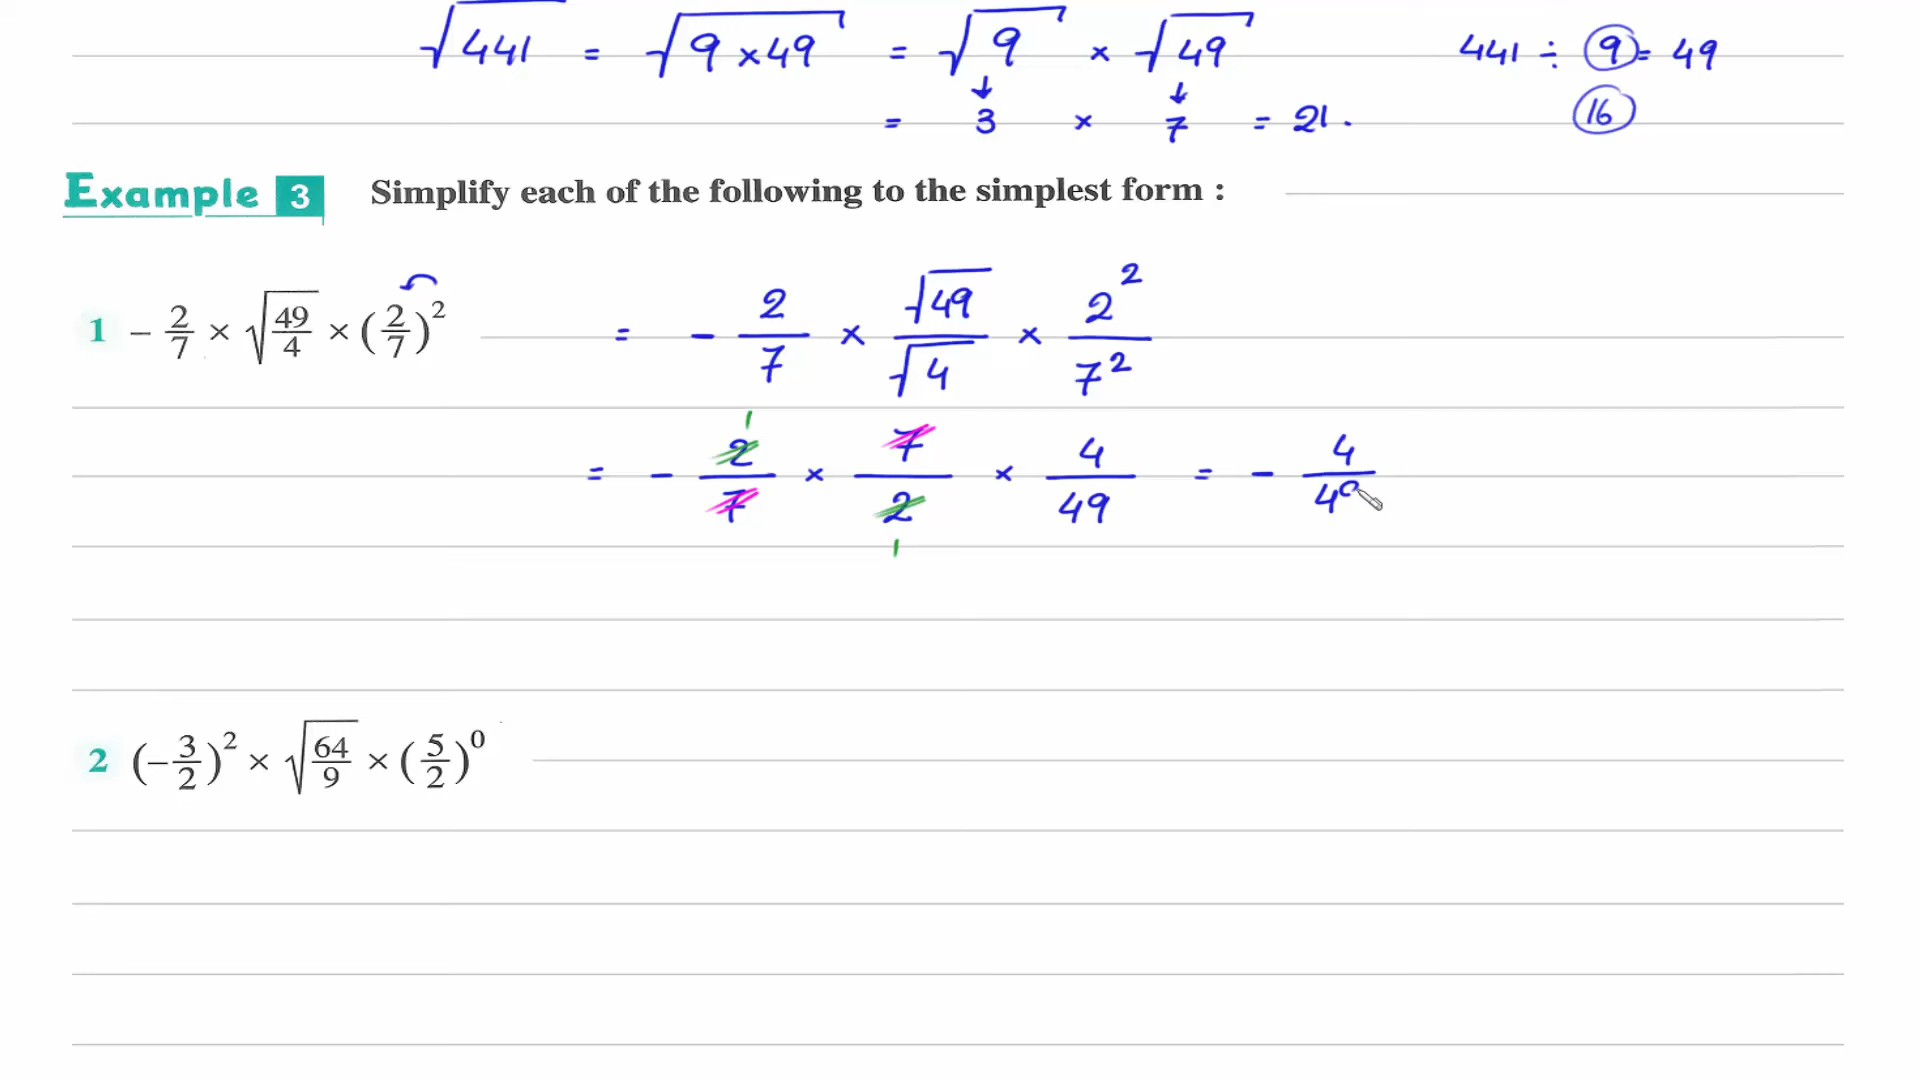 √441 = √(9 × 49) = √9 × √49 441 ÷ 9 = 49
= 3 × 7 = 21 . 16
Example 3 Simplify each of the following to the simplest form :
1 − 2/7 × √(49/4) × (2/7)² = − 2/7 × √49/√4 × 2²/7²
= − 2/7 × 7/2 × 4/49 = − 4/49
1
1
2 (−3/2)² × √(64/9) × (5/2)⁰